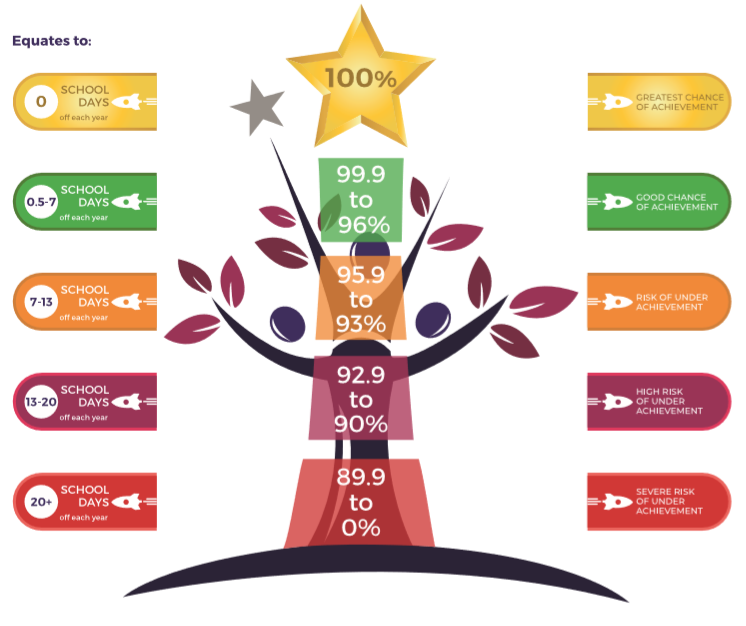 Equates to:
100%
0
SCHOOL
DAYS
off each year
GREATEST CHANCE
OF ACHIEVEMENT
99.9
to
96%
0.5-7
SCHOOL
DAYS
off each year
GOOD CHANCE
OF ACHIEVEMENT
95.9
to
93%
7-13
SCHOOL
DAYS
off each year
RISK OF UNDER
ACHIEVEMENT
92.9
to
90%
13-20
SCHOOL
DAYS
off each year
HIGH RISK
OF UNDER
ACHIEVEMENT
89.9
to
0%
20+
SCHOOL
DAYS
off each year
SEVERE RISK
OF UNDER
ACHIEVEMENT